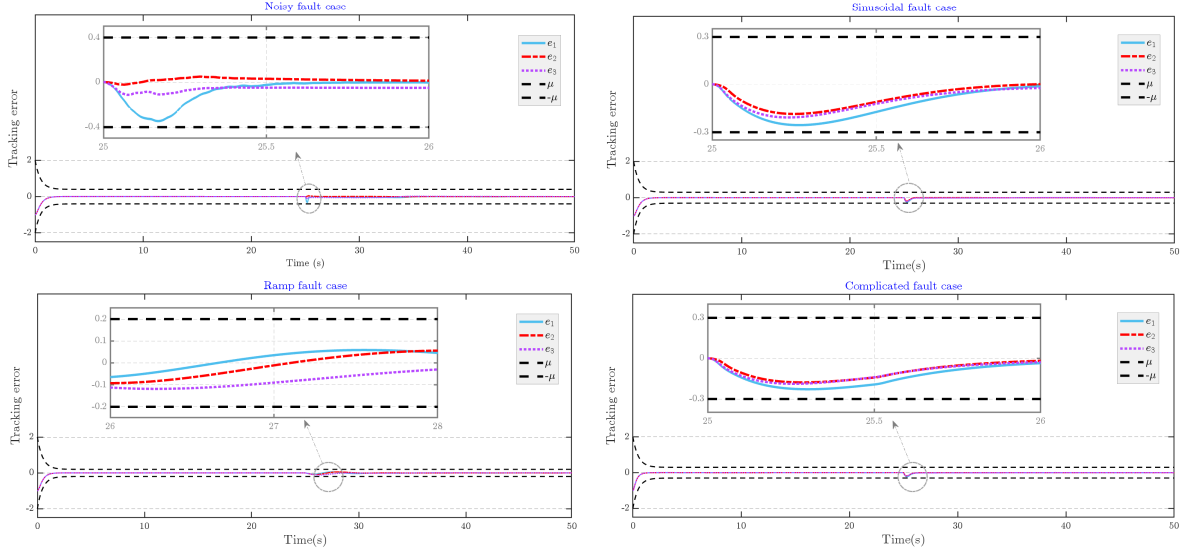 Noisy fault case
Tracking error
0.4
0
-0.4
25
25.5
26
e1
e2
e3
μ
-μ
2
0
-2
0
10
20
30
40
50
Time (s)
Sinusoidal fault case
Tracking error
0.3
0
-0.3
25
25.5
26
e1
e2
e3
μ
-μ
2
0
-2
0
10
20
30
40
50
Time(s)
Ramp fault case
Tracking error
0.2
0.1
0
-0.1
-0.2
26
27
28
e1
e2
e3
μ
-μ
2
0
-2
0
10
20
30
40
50
Time(s)
Complicated fault case
Tracking error
0.3
0
-0.3
25
25.5
26
e1
e2
e3
μ
-μ
2
0
-2
0
10
20
30
40
50
Time(s)